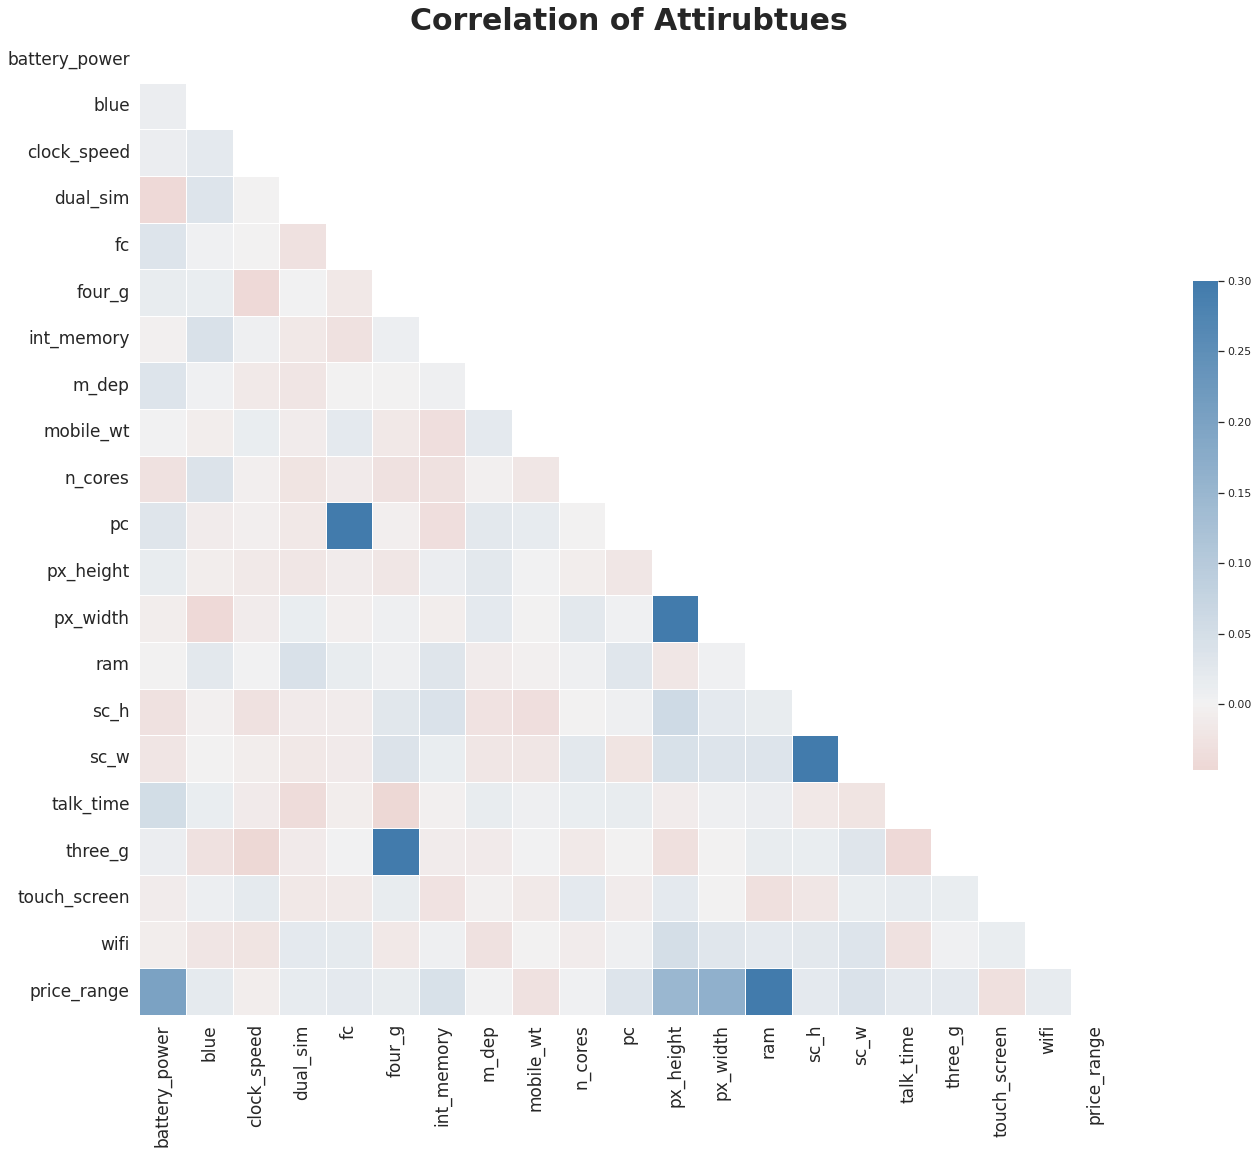 Correlation of Attirubtues
battery_power
blue
clock_speed
dual_sim
fc
four_g
int_memory
m_dep
mobile_wt
n_cores
pc
px_height
px_width
ram
sc_h
sc_w
talk_time
three_g
touch_screen
wifi
price_range
battery_power
blue
clock_speed
dual_sim
fc
four_g
int_memory
m_dep
mobile_wt
n_cores
pc
px_height
px_width
ram
sc_h
sc_w
talk_time
three_g
touch_screen
wifi
price_range
0.30
0.25
0.20
0.15
0.10
0.05
0.00